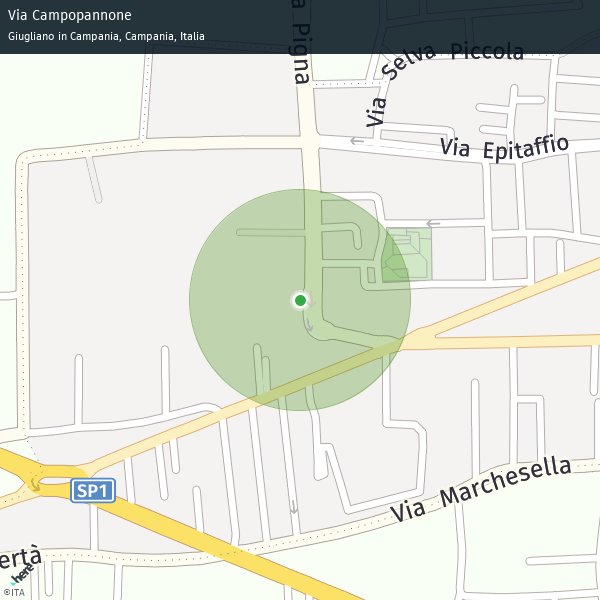 Via Campopannone
Giugliano in Campania, Campania, Italia
Pigna
Via Selva Piccola
Via Epitaffio
SP1
Via Marchesella
ertà
here
©ITA